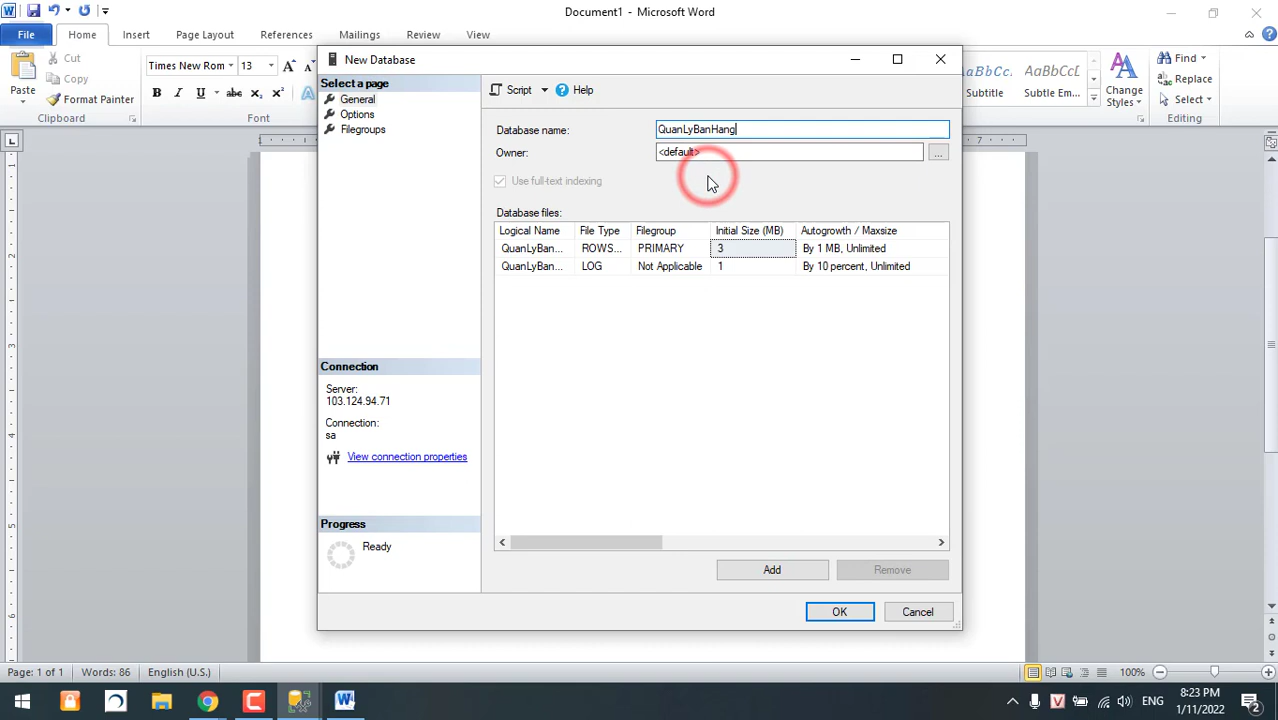 Document1 - Microsoft Word
File Home Insert Page Layout References Mailings Review View
Paste
Cut
Copy
Format Painter
Clipboard
Times New Rom 13
B I U abc x₂
Font
AaBbCc. AaBbCcD
Subtitle Subtle Em...
Change
Styles
Find
Replace
Select
Editing
New Database
Select a page
General
Options
Filegroups
Script Help
Database name: QuanLyBanHang
Owner: <default> ...
Use full-text indexing
Database files:
Logical Name File Type Filegroup Initial Size (MB) Autogrowth / Maxsize
QuanLyBan... ROWS... PRIMARY 3 By 1 MB, Unlimited
QuanLyBan... LOG Not Applicable 1 By 10 percent, Unlimited
Connection
Server:
103.124.94.71
Connection:
sa
View connection properties
Progress
Ready
Add Remove
OK Cancel
Page: 1 of 1 Words: 86 English (U.S.) 100%
ENG
8:23 PM
1/11/2022
2